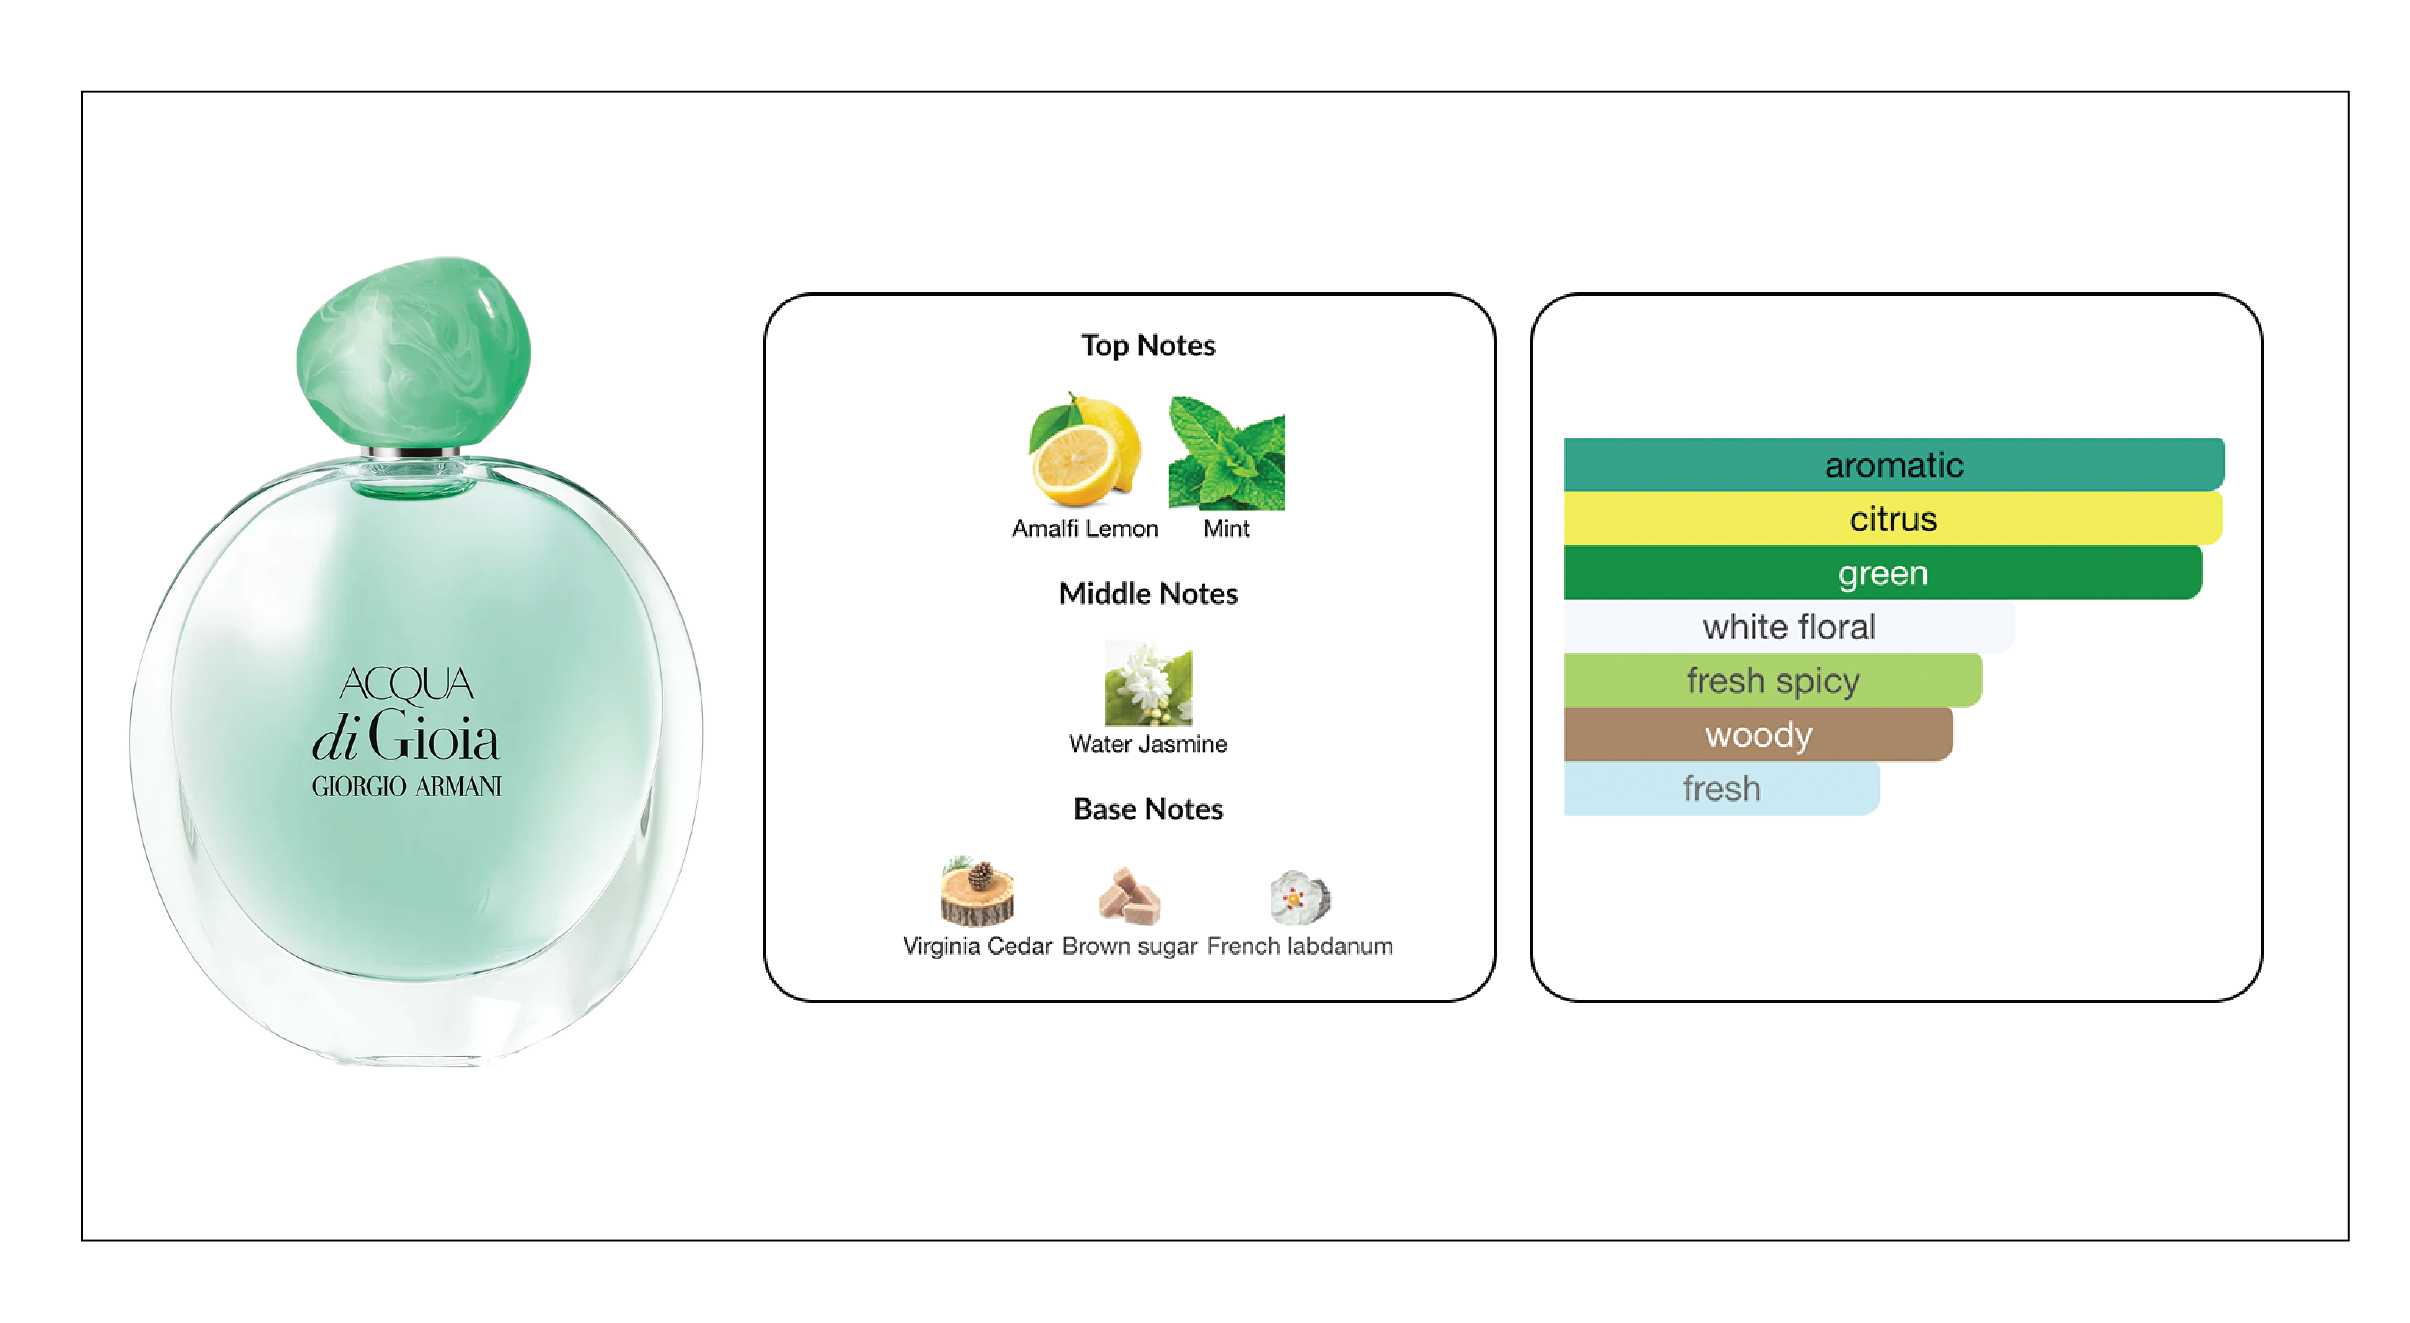 ACQUA
di Gioia
GIORGIO ARMANI
Top Notes
Amalfi Lemon Mint
Middle Notes
Water Jasmine
Base Notes
Virginia Cedar Brown sugar French labdanum
aromatic
citrus
green
white floral
fresh spicy
woody
fresh